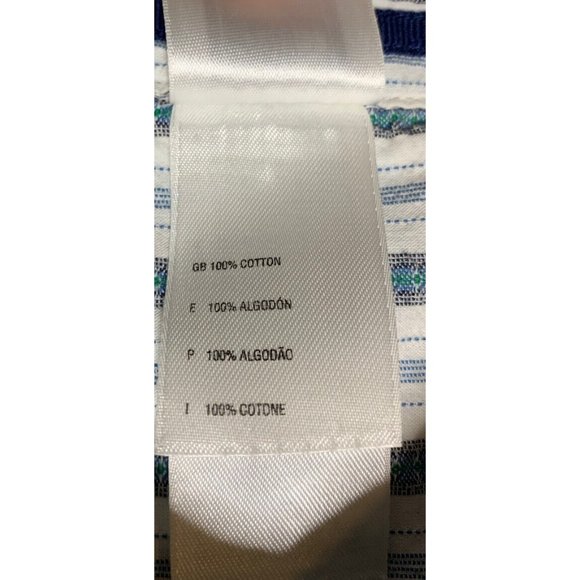 GB 100% COTTON
E 100% ALGODÓN
P 100% ALGODÃO
I 100% COTONE